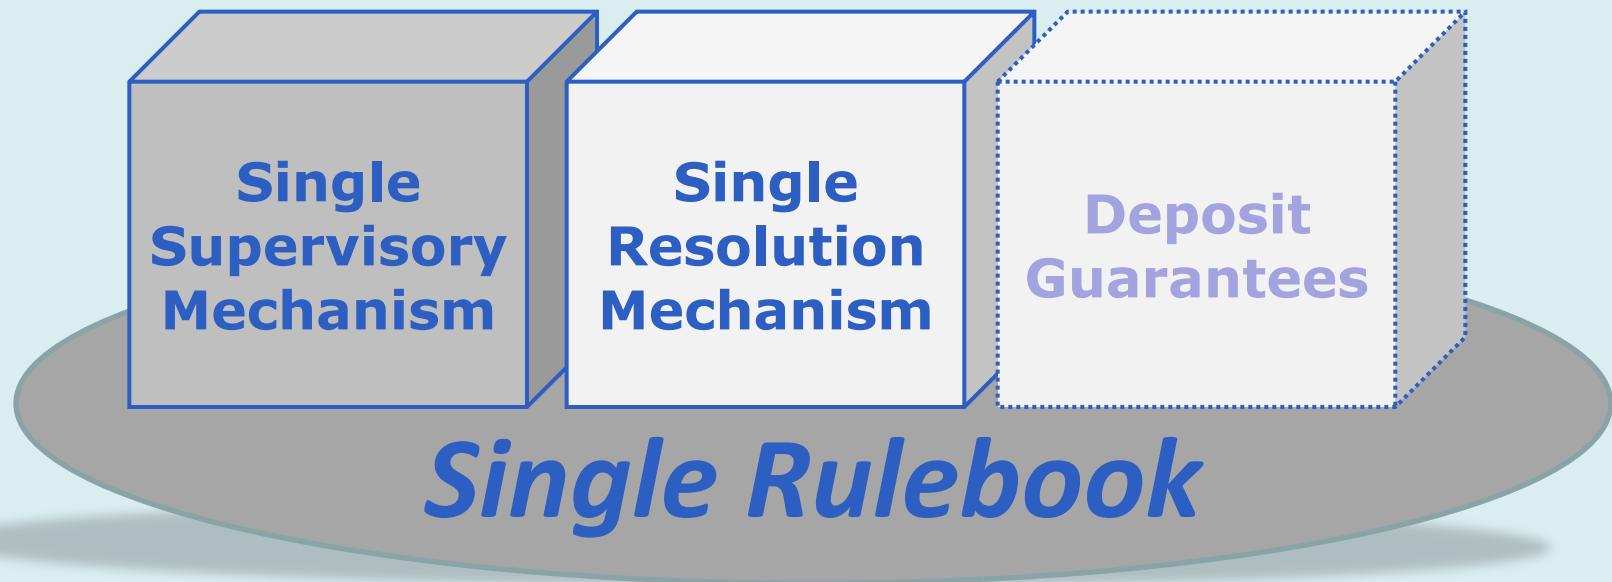 Single
Supervisory
Mechanism
Single
Resolution
Mechanism
Deposit
Guarantees
Single Rulebook